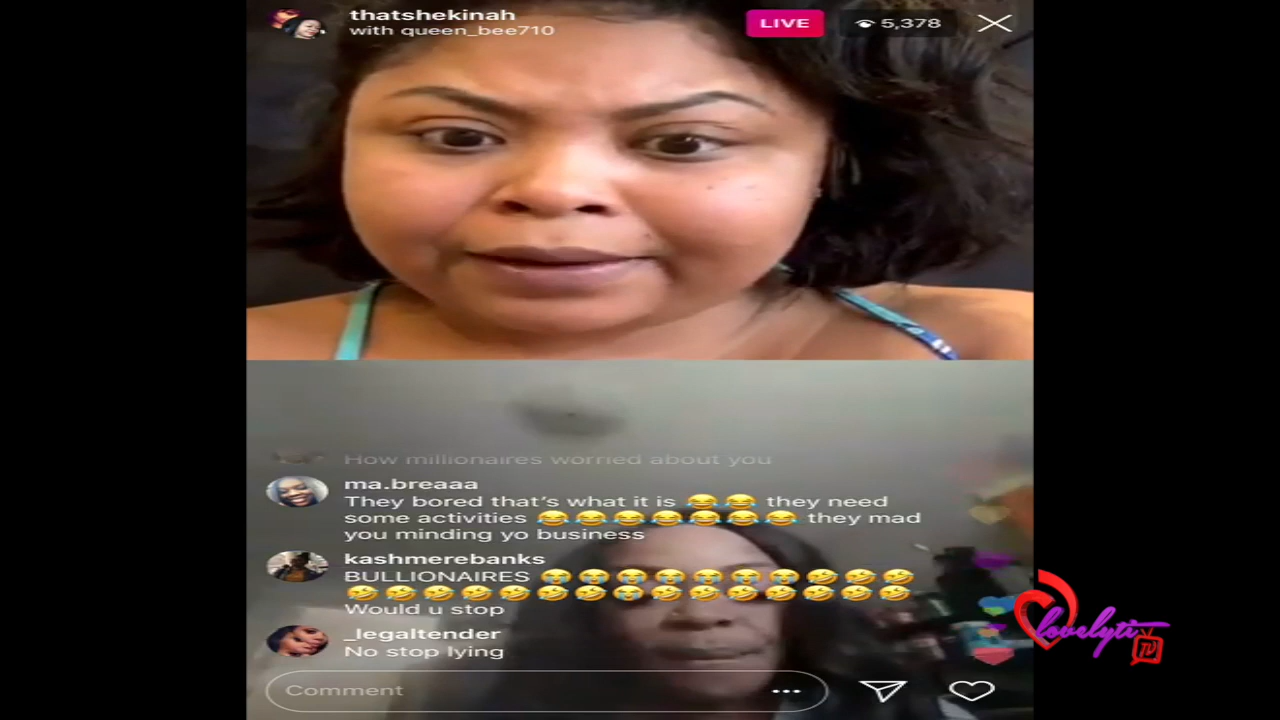 thatshekinah
with queen_bee710
LIVE
5,378
How millionaires worried about you
ma.breaaa
They bored that's what it is 😂😂 they need
some activities 😂😂😂😂😂😂😂 they mad
you minding yo business
kashmerebanks
BULLIONAIRES 😂😂😂😂😂😂😂🤣🤣🤣
🤣🤣🤣🤣🤣🤣🤣😂🤣🤣🤣🤣🤣🤣🤣
Would u stop
_legaltender
No stop lying
Comment
lovelyti
TV